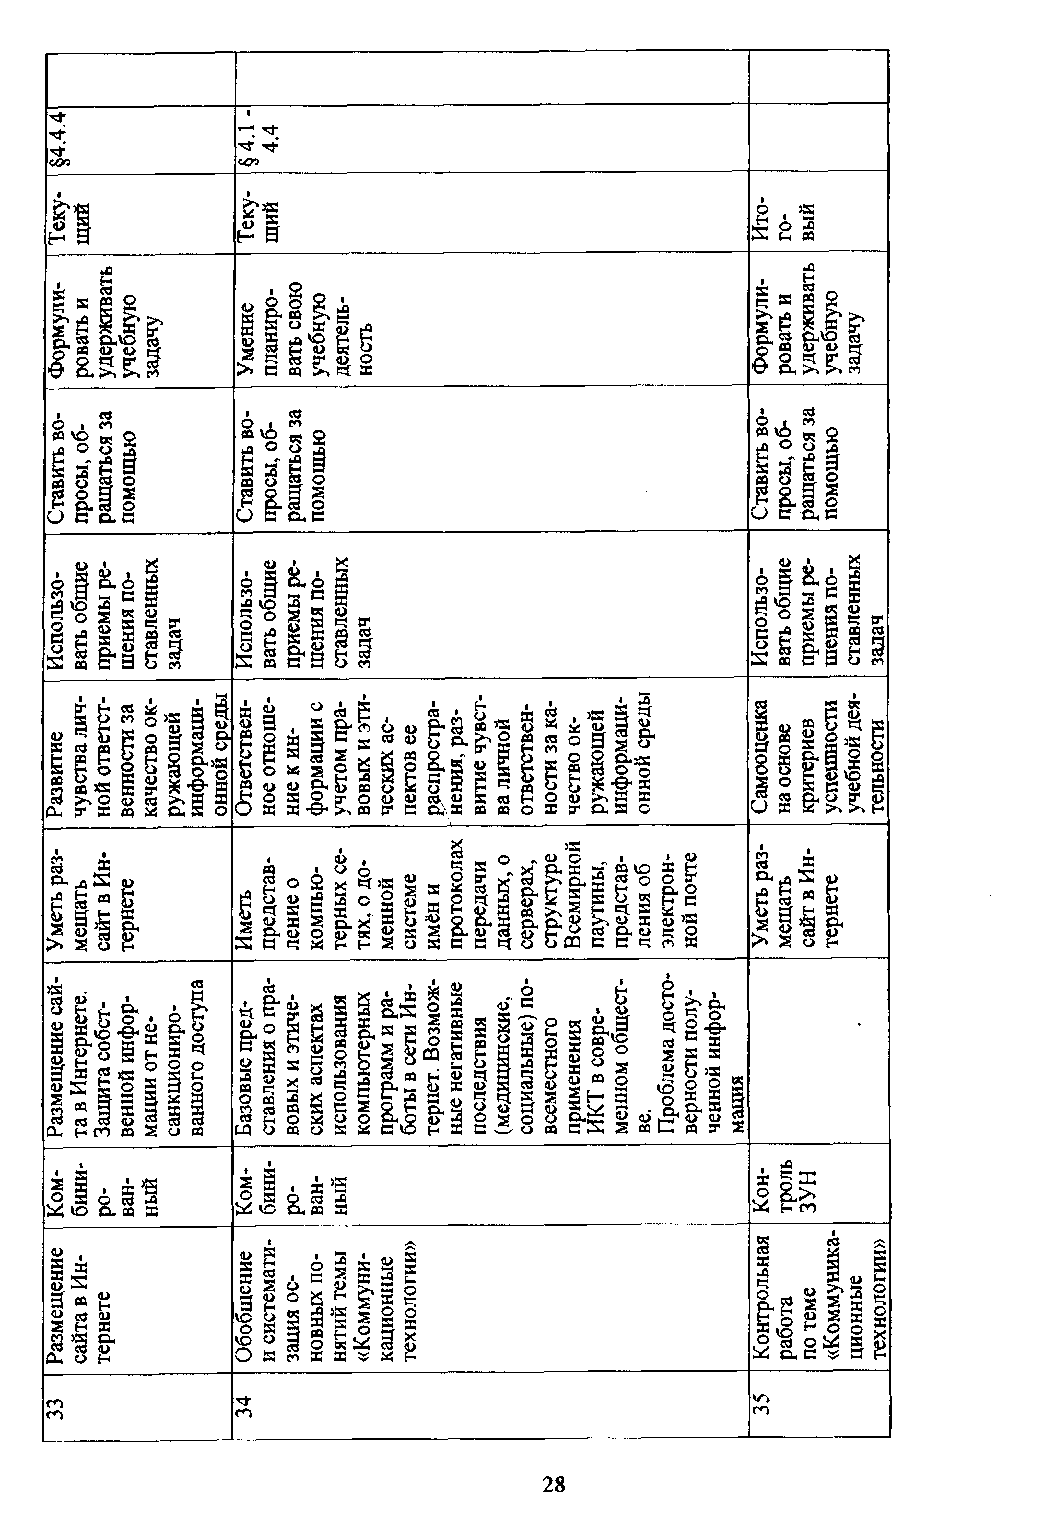 33
Размещение
сайта в Ин-
тернете
Ком-
бини-
ро-
ван-
ный
Размещение сай-
та в Интернете.
Защита собст-
венной инфор-
мации от не-
санкциониро-
ванного доступа
Уметь раз-
мещать
сайт в Ин-
тернете
Развитие
чувства лич-
ной ответст-
венности за
качество ок-
ружающей
информаци-
онной среды
Использо-
вать общие
приемы ре-
шения по-
ставленных
задач
Ставить во-
просы, об-
ращаться за
помощью
Формули-
ровать и
удерживать
учебную
задачу
Теку-
щий
§4.4.4
34
Обобщение
и системати-
зация ос-
новных по-
нятий темы
«Коммуни-
кационные
технологии»
Ком-
бини-
ро-
ван-
ный
Базовые пред-
ставления о пра-
вовых и этиче-
ских аспектах
использования
компьютерных
программ и ра-
боты в сети Ин-
тернет. Возмож-
ные негативные
последствия
(медицинские,
социальные) по-
всеместного
применения
ИКТ в совре-
менном общест-
ве.
Проблема досто-
верности полу-
ченной инфор-
мация
Иметь
представ-
ление о
компью-
терных се-
тях, о до-
менной
системе
имён и
протоколах
передачи
данных, о
серверах,
структуре
Всемирной
паутины,
представ-
ления об
электрон-
ной почте
Ответствен-
ное отноше-
ние к ин-
формации с
учетом пра-
вовых и эти-
ческих ас-
пектов ее
распростра-
нения, раз-
витие чувст-
ва личной
ответствен-
ности за ка-
чество ок-
ружающей
информаци-
онной среды
Использо-
вать общие
приемы ре-
шения по-
ставленных
задач
Ставить во-
просы, об-
ращаться за
помощью
Умение
планиро-
вать свою
учебную
деятель-
ность
Теку-
щий
§ 4.1 -
4.4
35
Контрольная
работа
по теме
«Коммуника-
ционные
технологии»
Кон-
троль
ЗУН
Уметь раз-
мещать
сайт в Ин-
тернете
Самооценка
на основе
критериев
успешности
учебной дея-
тельности
Использо-
вать общие
приемы ре-
шения по-
ставленных
задач
Ставить во-
просы, об-
ращаться за
помощью
Формули-
ровать и
удерживать
учебную
задачу
Ито-
го-
вый
28